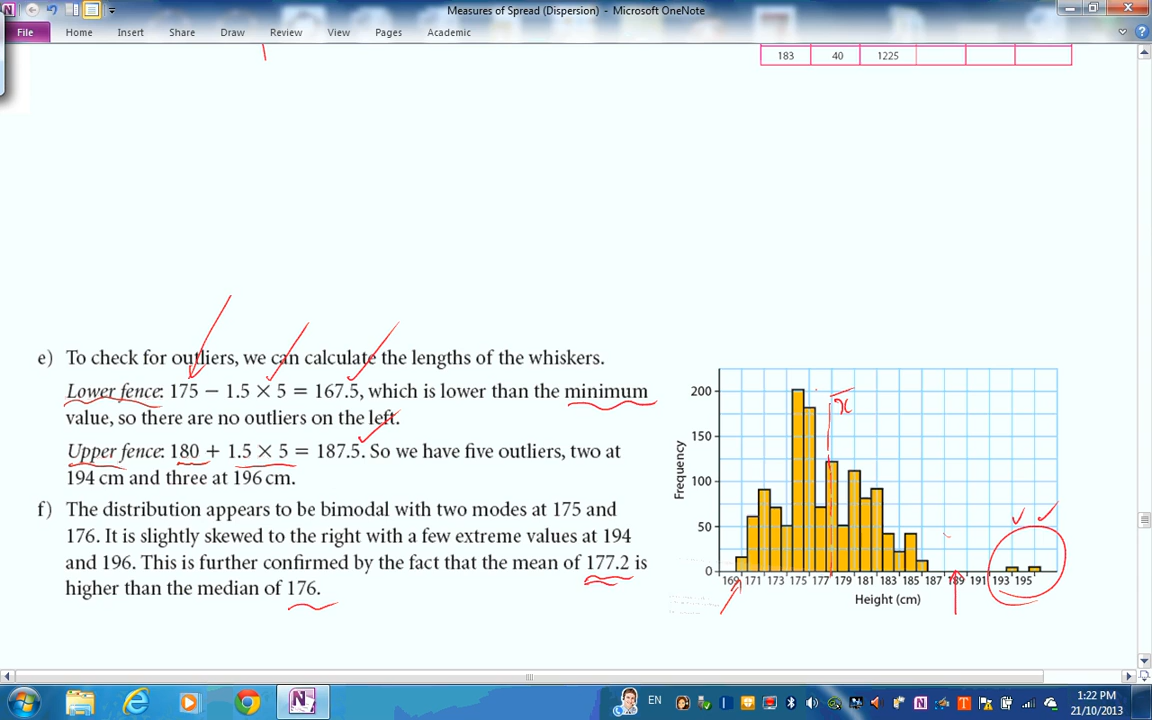 Measures of Spread (Dispersion) - Microsoft OneNote
File Home Insert Share Draw Review View Pages Academic
183 40 1225
e) To check for outliers, we can calculate the lengths of the whiskers.
Lower fence: 175 − 1.5 × 5 = 167.5, which is lower than the minimum
value, so there are no outliers on the left.
Upper fence: 180 + 1.5 × 5 = 187.5. So we have five outliers, two at
194 cm and three at 196 cm.
f) The distribution appears to be bimodal with two modes at 175 and
176. It is slightly skewed to the right with a few extreme values at 194
and 196. This is further confirmed by the fact that the mean of 177.2 is
higher than the median of 176.
x̄
Frequency
200
150
100
50
0
169 171 173 175 177 179 181 183 185 187 189 191 193 195
Height (cm)
EN
1:22 PM
21/10/2013